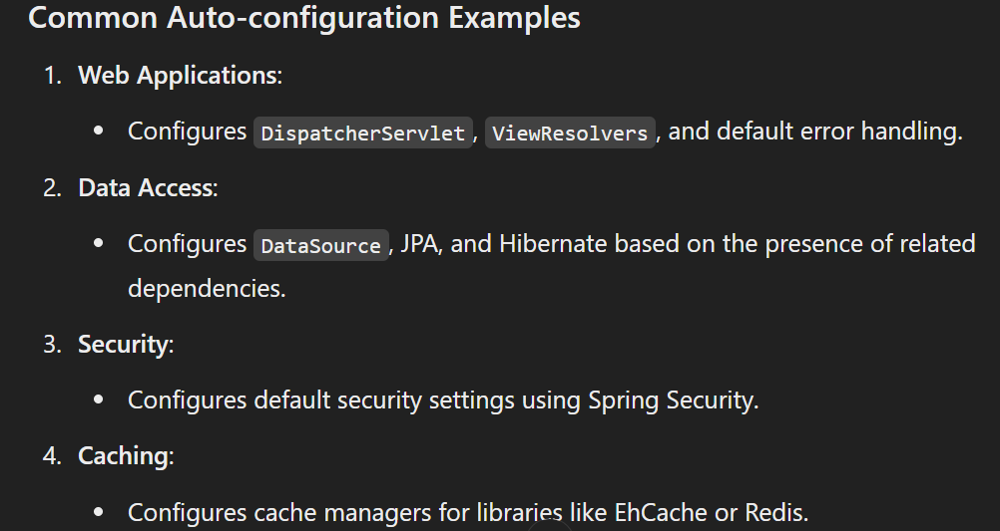 Common Auto-configuration Examples
1. Web Applications:
• Configures DispatcherServlet, ViewResolvers, and default error handling.
2. Data Access:
• Configures DataSource, JPA, and Hibernate based on the presence of related
dependencies.
3. Security:
• Configures default security settings using Spring Security.
4. Caching:
• Configures cache managers for libraries like EhCache or Redis.